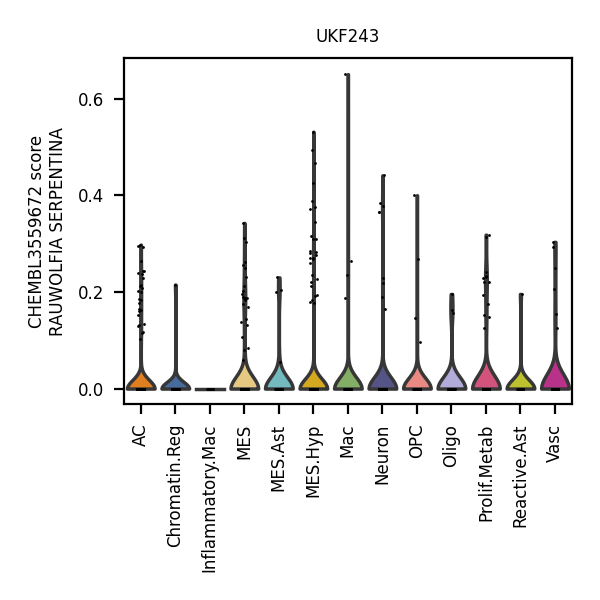 UKF243
CHEMBL3559672 score
RAUWOLFIA SERPENTINA
0.6
0.4
0.2
0.0
AC
Chromatin.Reg
Inflammatory.Mac
MES
MES.Ast
MES.Hyp
Mac
Neuron
OPC
Oligo
Prolif.Metab
Reactive.Ast
Vasc